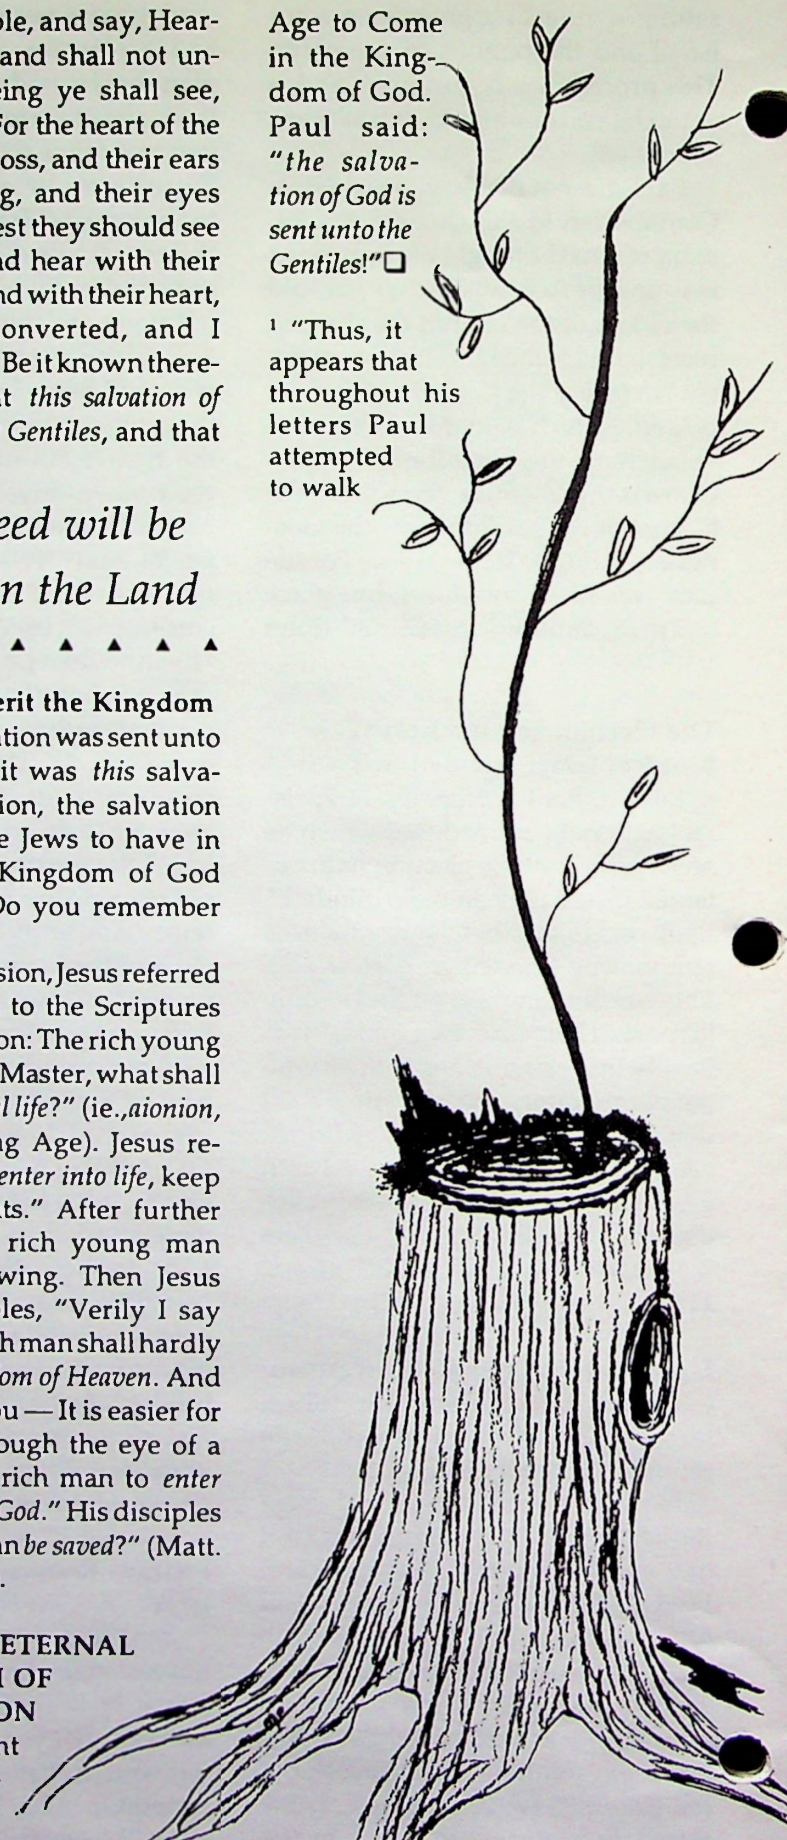 ple, and say, Hear-
and shall not un-
eing ye shall see,
For the heart of the
oss, and their ears
g, and their eyes
est they should see
nd hear with their
nd with their heart,
onverted, and I
Be it known there-
t this salvation of
Gentiles, and that
eed will be
n the Land
▲ ▲ ▲ ▲ ▲
erit the Kingdom
ation was sent unto
it was this salva-
ion, the salvation
e Jews to have in
Kingdom of God
Do you remember
sion, Jesus referred
to the Scriptures
on: The rich young
Master, what shall
l life?" (ie.,aionion,
ng Age). Jesus re-
enter into life, keep
ts." After further
rich young man
wing. Then Jesus
les, "Verily I say
h man shall hardly
om of Heaven. And
ou — It is easier for
ough the eye of a
rich man to enter
God." His disciples
an be saved?" (Matt.
.
ETERNAL
OF
ON
nt
Age to Come
in the King-
dom of God.
Paul said:
"the salva-
tion of God is
sent unto the
Gentiles!"❑
¹ "Thus, it
appears that
throughout his
letters Paul
attempted
to walk